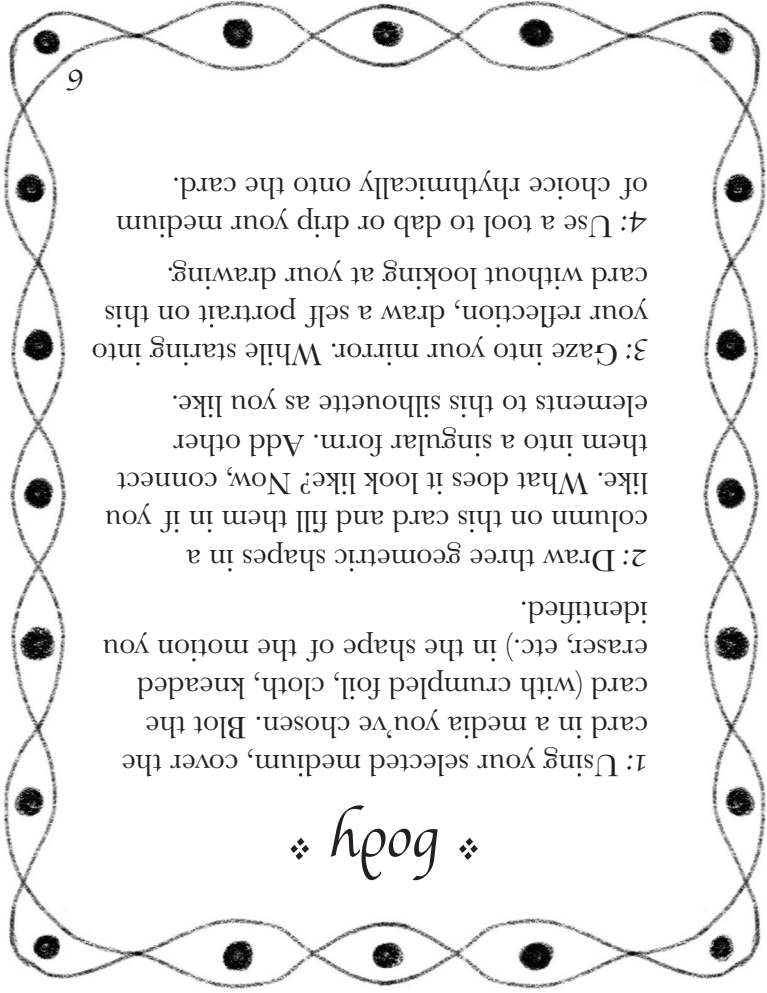 ❖ body ❖
1: Using your selected medium, cover the
card in a media you've chosen. Blot the
card (with crumpled foil, cloth, kneaded
eraser, etc.) in the shape of the motion you
identified.
2: Draw three geometric shapes in a
column on this card and fill them in if you
like. What does it look like? Now, connect
them into a singular form. Add other
elements to this silhouette as you like.
3: Gaze into your mirror. While staring into
your reflection, draw a self portrait on this
card without looking at your drawing.
4: Use a tool to dab or drip your medium
of choice rhythmically onto the card.
6